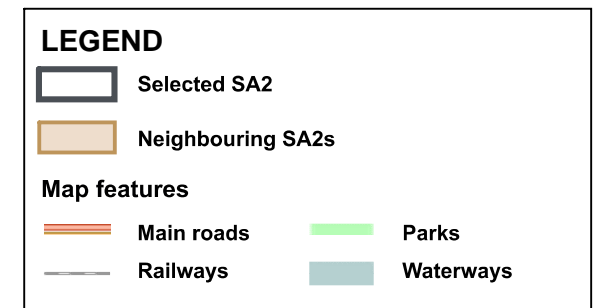 LEGEND
Selected SA2
Neighbouring SA2s
Map features
Main roads
Parks
Railways
Waterways